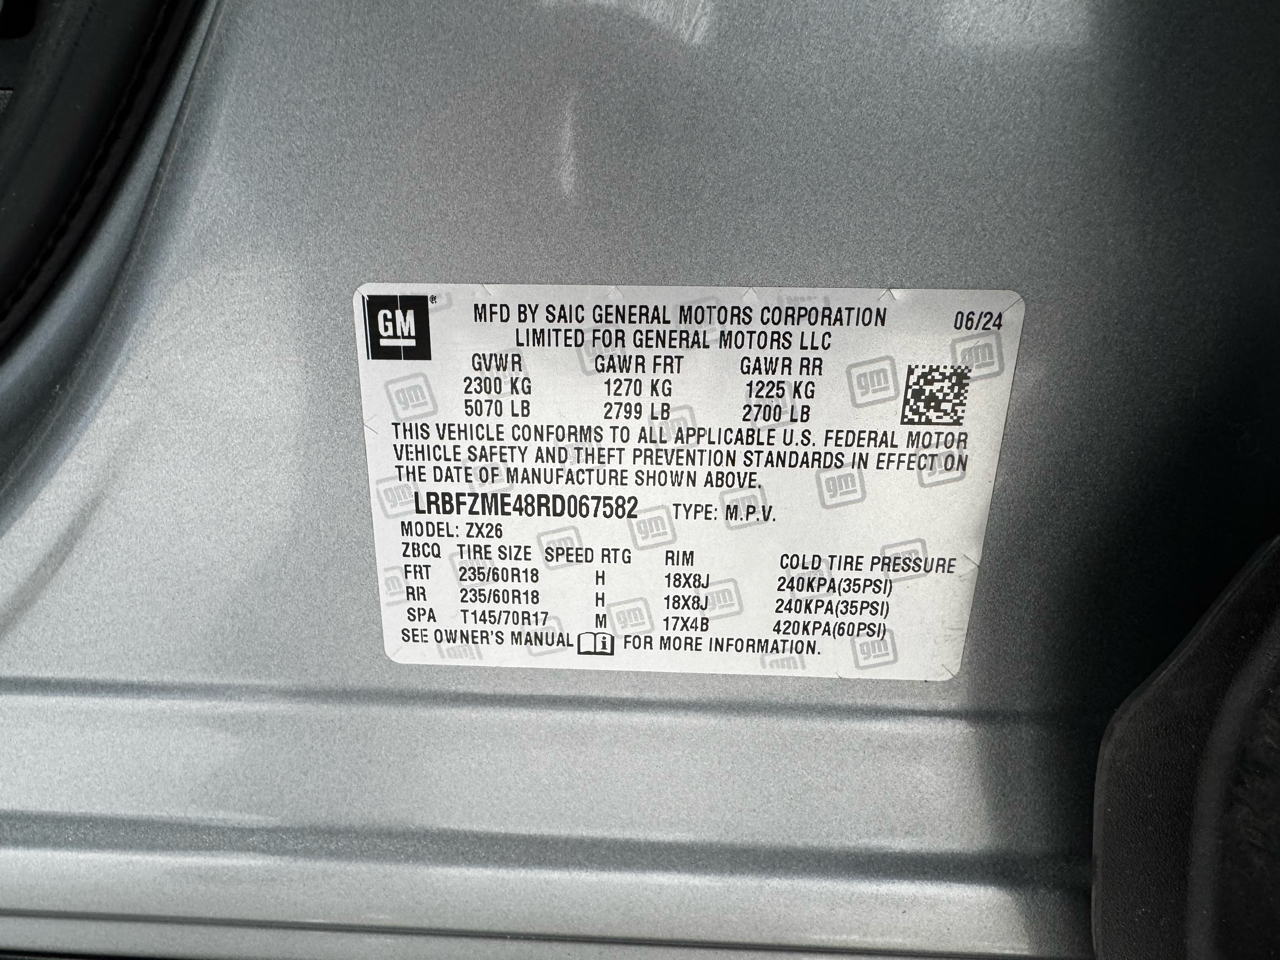 GM
MFD BY SAIC GENERAL MOTORS CORPORATION 06/24
LIMITED FOR GENERAL MOTORS LLC
GVWR GAWR FRT GAWR RR
2300 KG 1270 KG 1225 KG
5070 LB 2799 LB 2700 LB
THIS VEHICLE CONFORMS TO ALL APPLICABLE U.S. FEDERAL MOTOR
VEHICLE SAFETY AND THEFT PREVENTION STANDARDS IN EFFECT ON
THE DATE OF MANUFACTURE SHOWN ABOVE.
LRBFZME48RD067582 TYPE: M.P.V.
MODEL: ZX26
ZBCQ TIRE SIZE SPEED RTG RIM COLD TIRE PRESSURE
FRT 235/60R18 H 18X8J 240KPA(35PSI)
RR 235/60R18 H 18X8J 240KPA(35PSI)
SPA T145/70R17 M 17X4B 420KPA(60PSI)
SEE OWNER'S MANUAL FOR MORE INFORMATION.